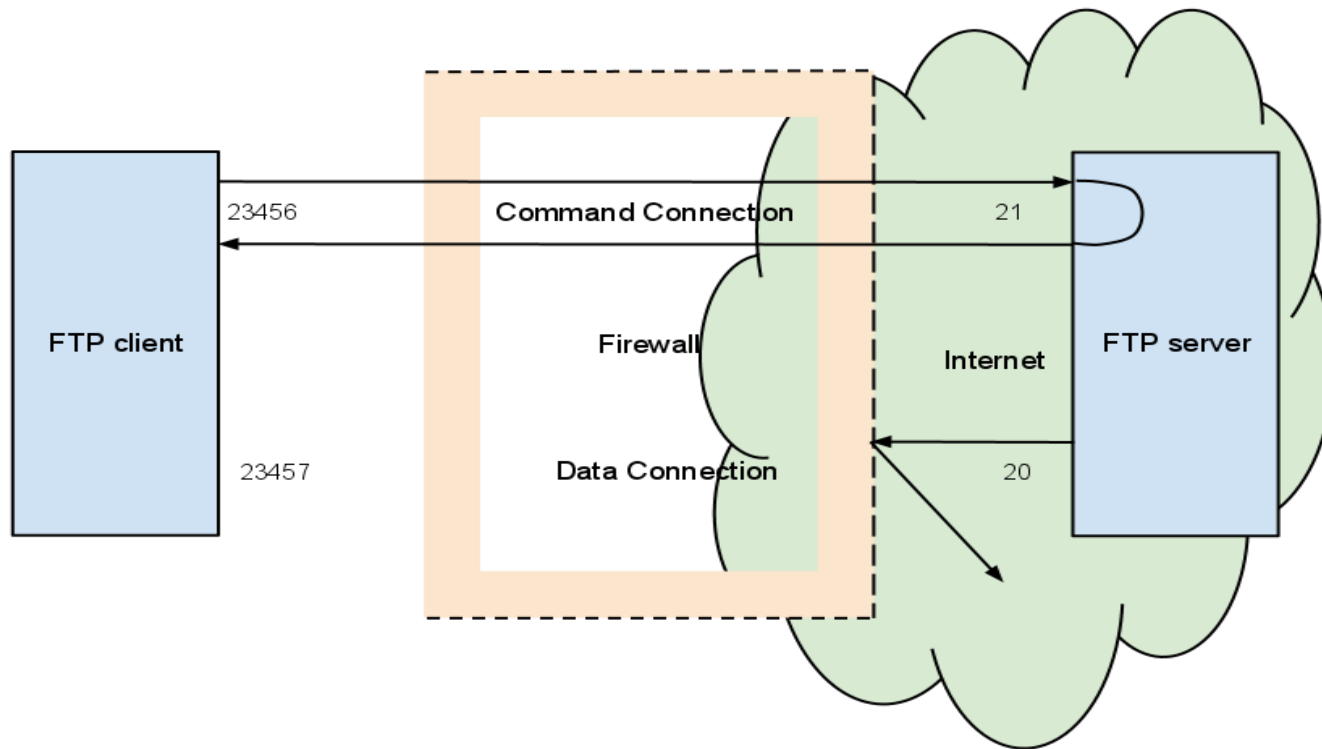 23456
Command Connection
21
FTP client
Firewall
Internet
FTP server
23457
Data Connection
20